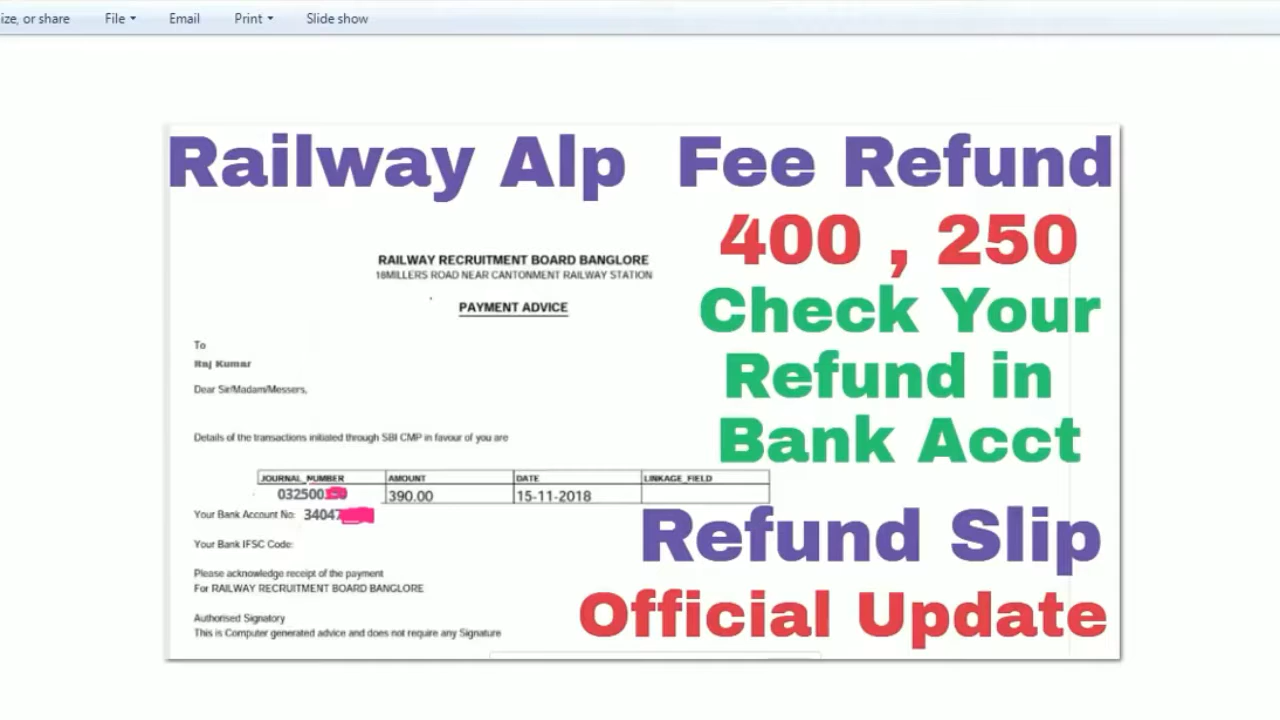 ize, or share File Email Print Slide show
Railway Alp Fee Refund
400 , 250
Check Your
Refund in
Bank Acct
Refund Slip
Official Update
RAILWAY RECRUITMENT BOARD BANGLORE
18MILLERS ROAD NEAR CANTONMENT RAILWAY STATION
PAYMENT ADVICE
To
Raj Kumar
Dear Sir/Madam/Messers,
Details of the transactions initiated through SBI CMP in favour of you are
JOURNAL_NUMBER AMOUNT DATE LINKAGE_FIELD
032500 390.00 15-11-2018
Your Bank Account No: 34047
Your Bank IFSC Code:
Please acknowledge receipt of the payment
For RAILWAY RECRUITMENT BOARD BANGLORE
Authorised Signatory
This is Computer generated advice and does not require any Signature